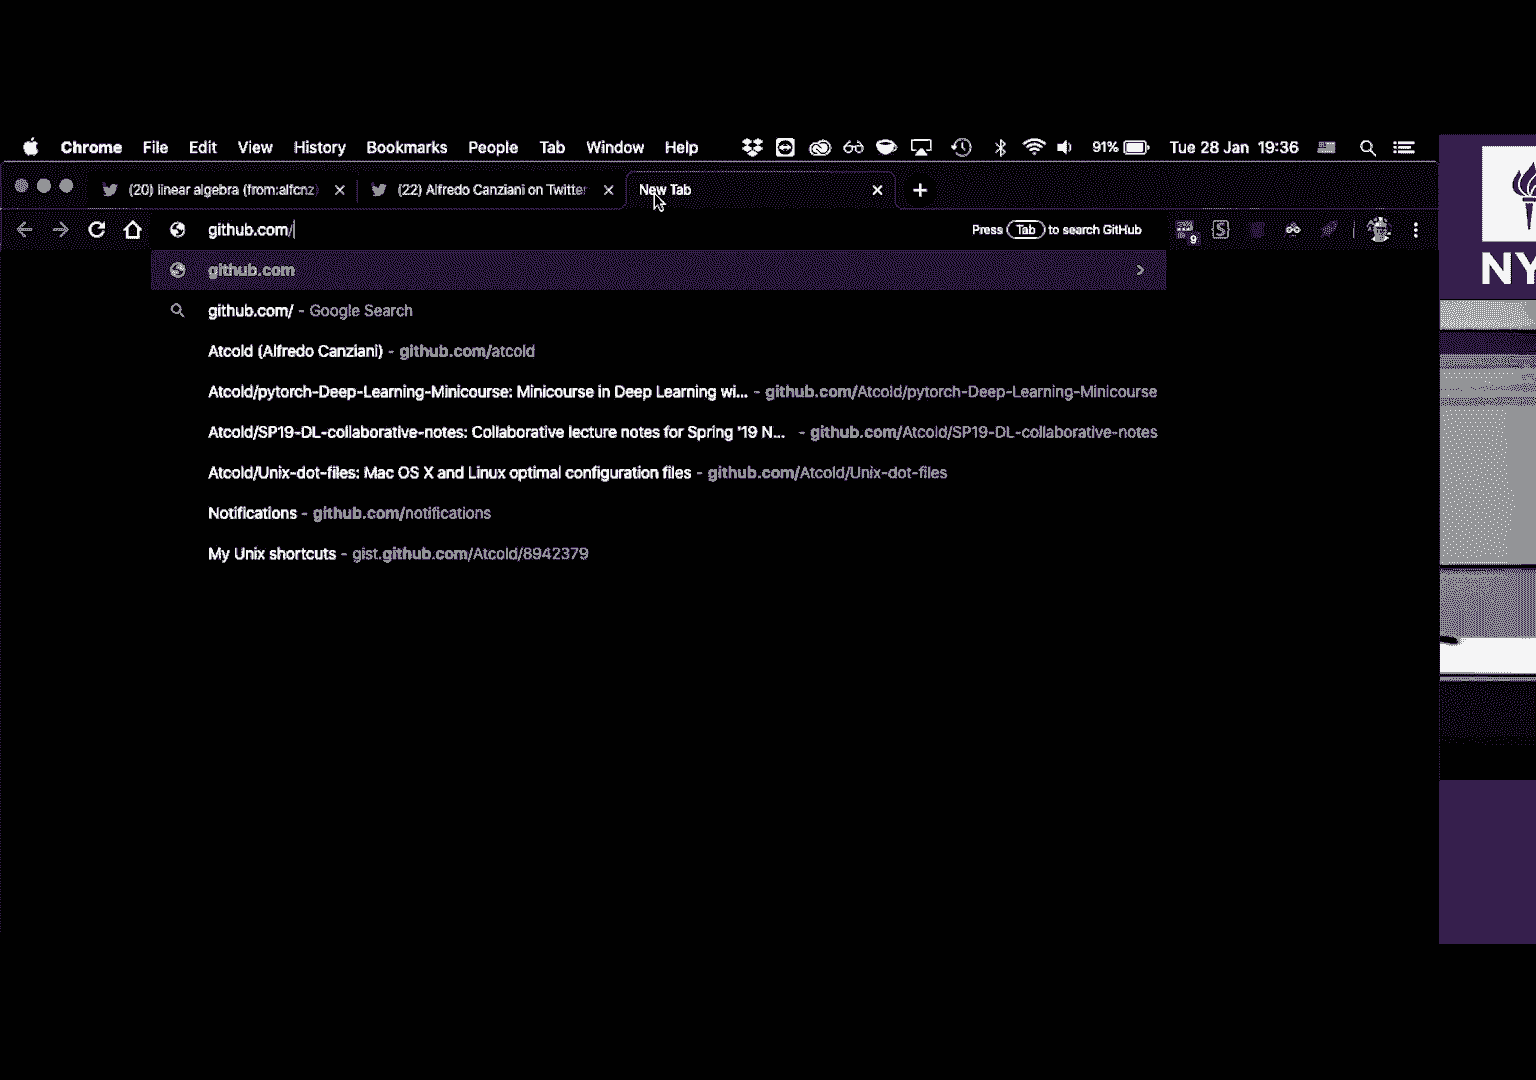 Chrome File Edit View History Bookmarks People Tab Window Help 91% Tue 28 Jan 19:36
(20) linear algebra (from:alfcnz (22) Alfredo Canziani on Twitter New Tab
github.com/ Press Tab to search GitHub 9
github.com
github.com/ - Google Search
Atcold (Alfredo Canziani) - github.com/atcold
Atcold/pytorch-Deep-Learning-Minicourse: Minicourse in Deep Learning wi... - github.com/Atcold/pytorch-Deep-Learning-Minicourse
Atcold/SP19-DL-collaborative-notes: Collaborative lecture notes for Spring '19 N... - github.com/Atcold/SP19-DL-collaborative-notes
Atcold/Unix-dot-files: Mac OS X and Linux optimal configuration files - github.com/Atcold/Unix-dot-files
Notifications - github.com/notifications
My Unix shortcuts - gist.github.com/Atcold/8942379
NY